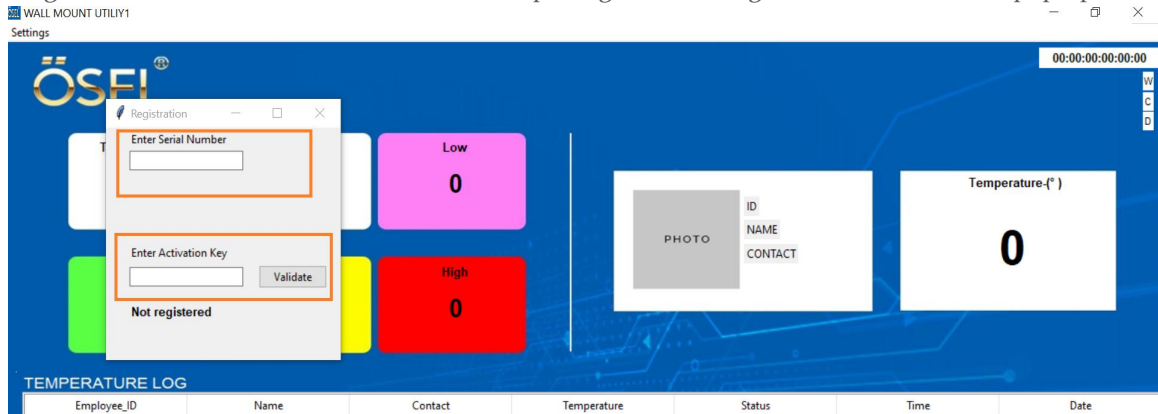 WALL MOUNT UTILIY1
Settings
ÖSEI ®
00:00:00:00:00:00
W
C
D
Registration
Enter Serial Number
Enter Activation Key
Validate
Not registered
Low
0
High
0
PHOTO
ID
NAME
CONTACT
Temperature-(° )
0
TEMPERATURE LOG
Employee_ID Name Contact Temperature Status Time Date